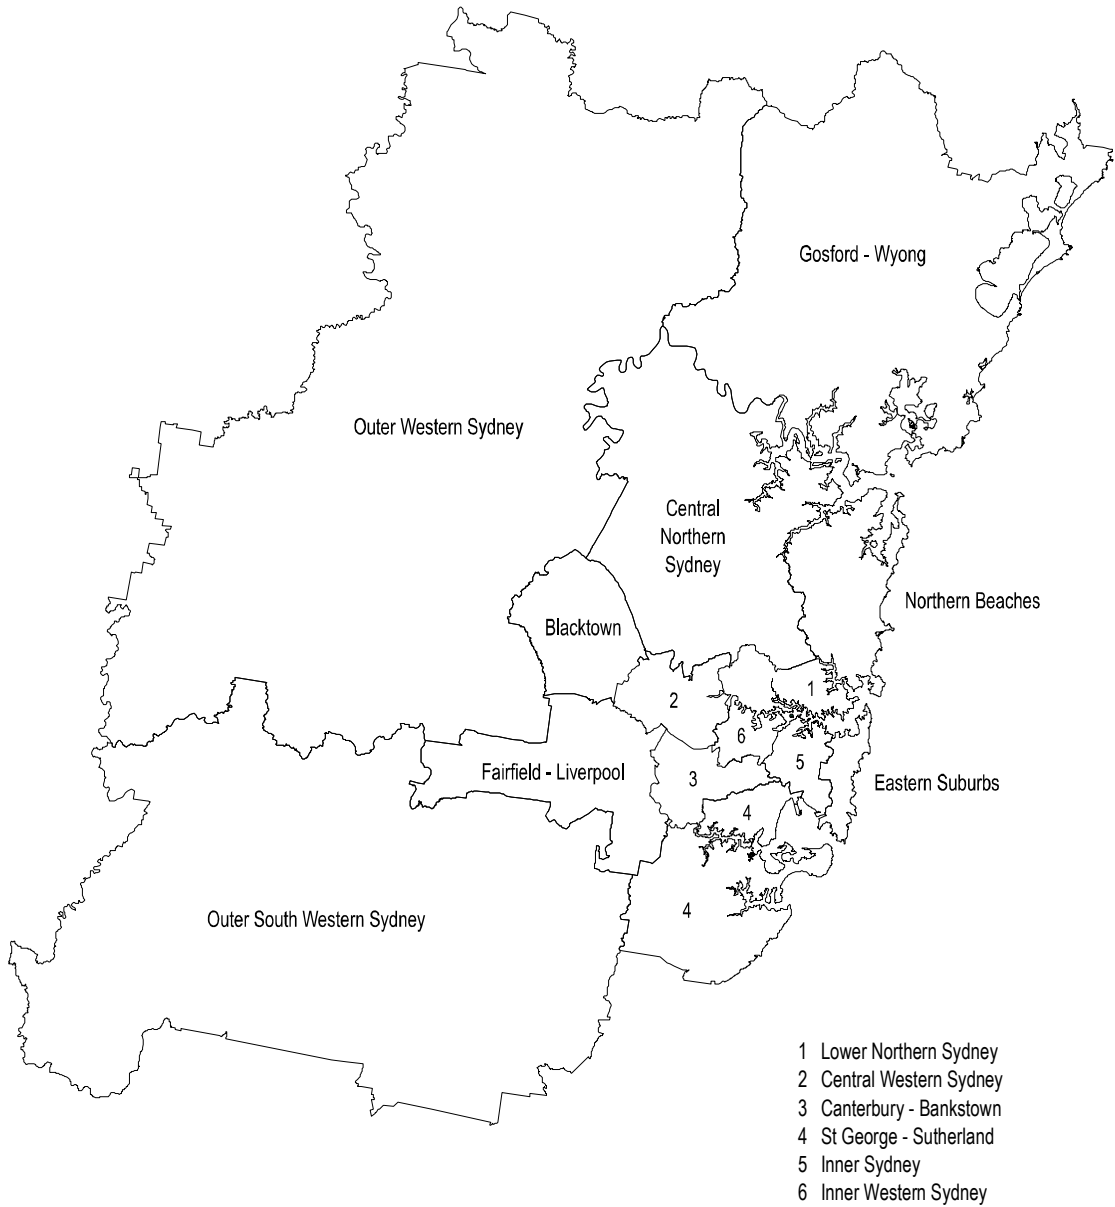 Gosford - Wyong
Outer Western Sydney
Central
Northern
Sydney
Northern Beaches
Blacktown
1
2
6
5
Fairfield - Liverpool
3
Eastern Suburbs
4
4
Outer South Western Sydney
1 Lower Northern Sydney
2 Central Western Sydney
3 Canterbury - Bankstown
4 St George - Sutherland
5 Inner Sydney
6 Inner Western Sydney